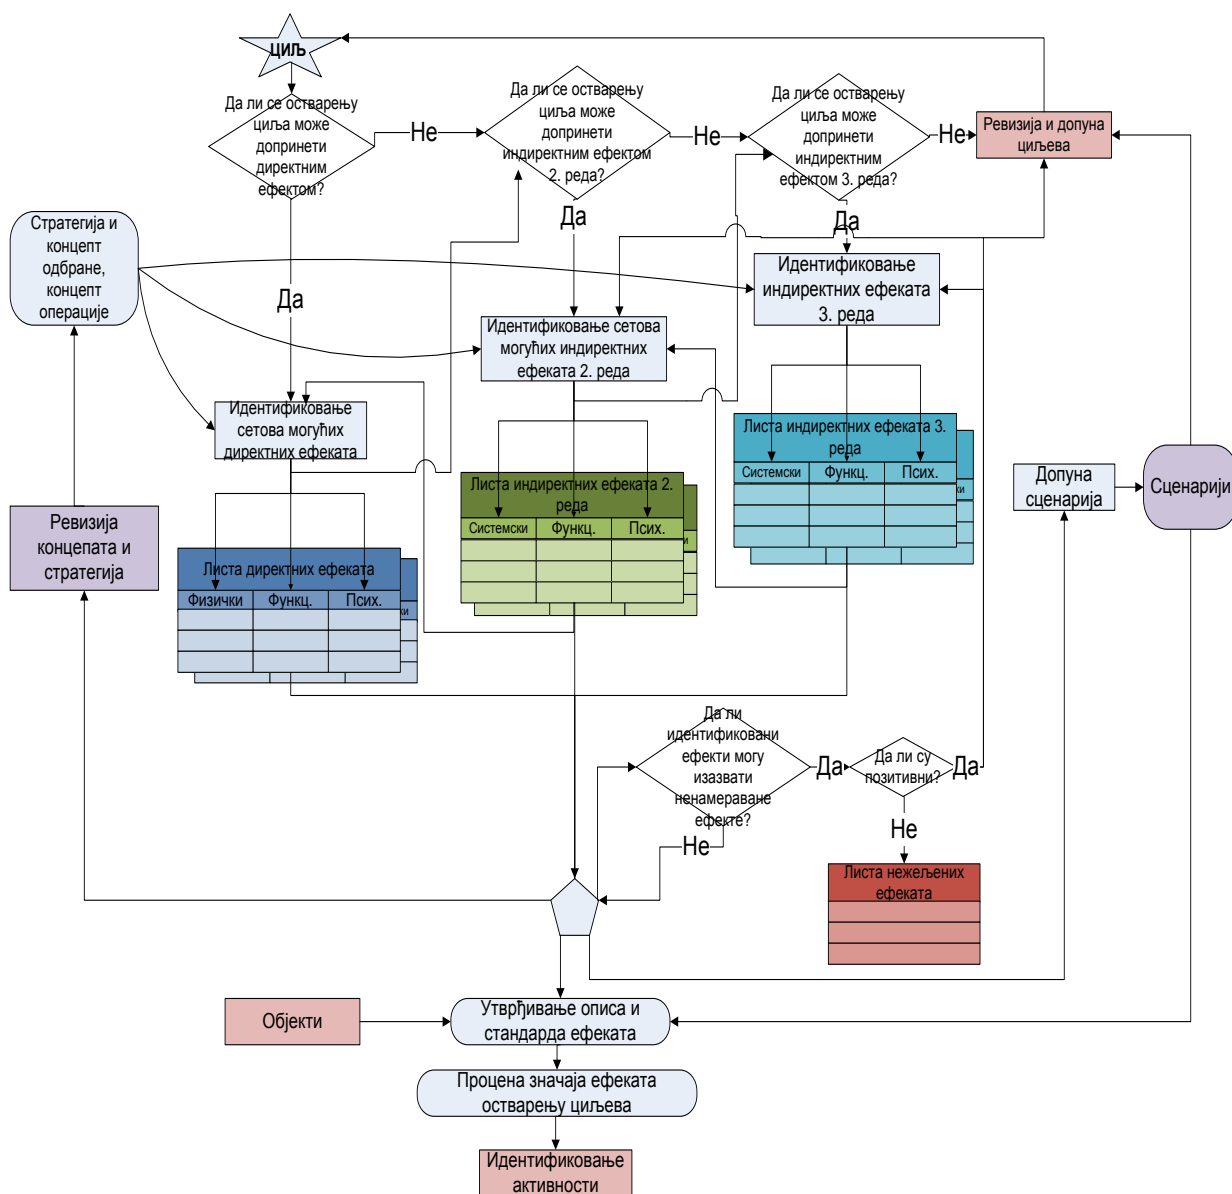 ЦИЉ
Да ли се остварењу
циља може
допринети
директним
ефектом?
Не
Да ли се остварењу
циља може
допринети
индиректним ефектом
2. реда?
Не
Да ли се остварењу
циља може
допринети
индиректним
ефектом 3. реда?
Не
Ревизија и допуна
циљева
Да
Да
Стратегија и
концепт
одбране,
концепт
операције
Да
Идентификовање
индиректних ефеката
3. реда
Идентификовање сетова
могућих индиректних
ефеката 2. реда
Идентификовање
сетова могућих
директних ефеката
Листа индиректних ефеката 3.
реда
Системски
Функц.
Псих.
ки
Листа индиректних ефеката 2.
реда
Системски
Функц.
Псих.
ки
Допуна
сценарија
Сценарији
Ревизија
концепата и
стратегија
Листа директних ефеката
Физички
Функц.
Псих.
ки
Да ли
идентификовани
ефекти могу
изазвати
ненамераване
ефекте?
Да
Да ли су
позитивни?
Да
Не
Не
Листа нежељених
ефеката
Објекти
Утврђивање описа и
стандарда ефеката
Процена значаја ефеката
остварењу циљева
Идентификовање
активности